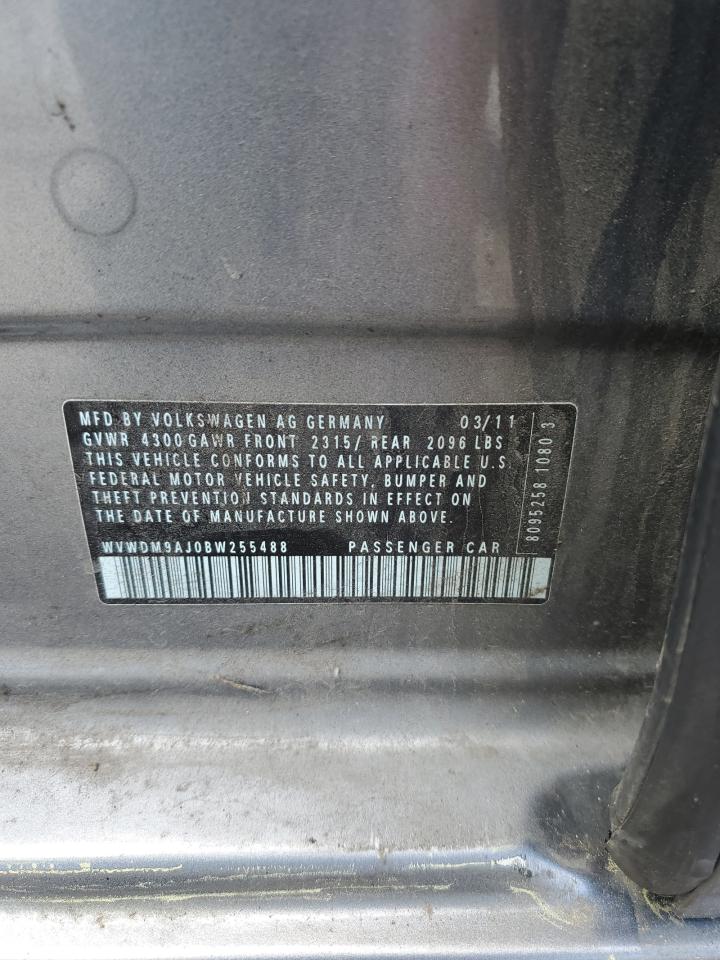 MFD BY VOLKSWAGEN AG GERMANY 03/11
GVWR 4300 GAWR FRONT 2315/ REAR 2096 LBS
THIS VEHICLE CONFORMS TO ALL APPLICABLE U.S.
FEDERAL MOTOR VEHICLE SAFETY, BUMPER AND
THEFT PREVENTION STANDARDS IN EFFECT ON
THE DATE OF MANUFACTURE SHOWN ABOVE.
WVWDM9AJ0BW255488 PASSENGER CAR
8095258 1080 3